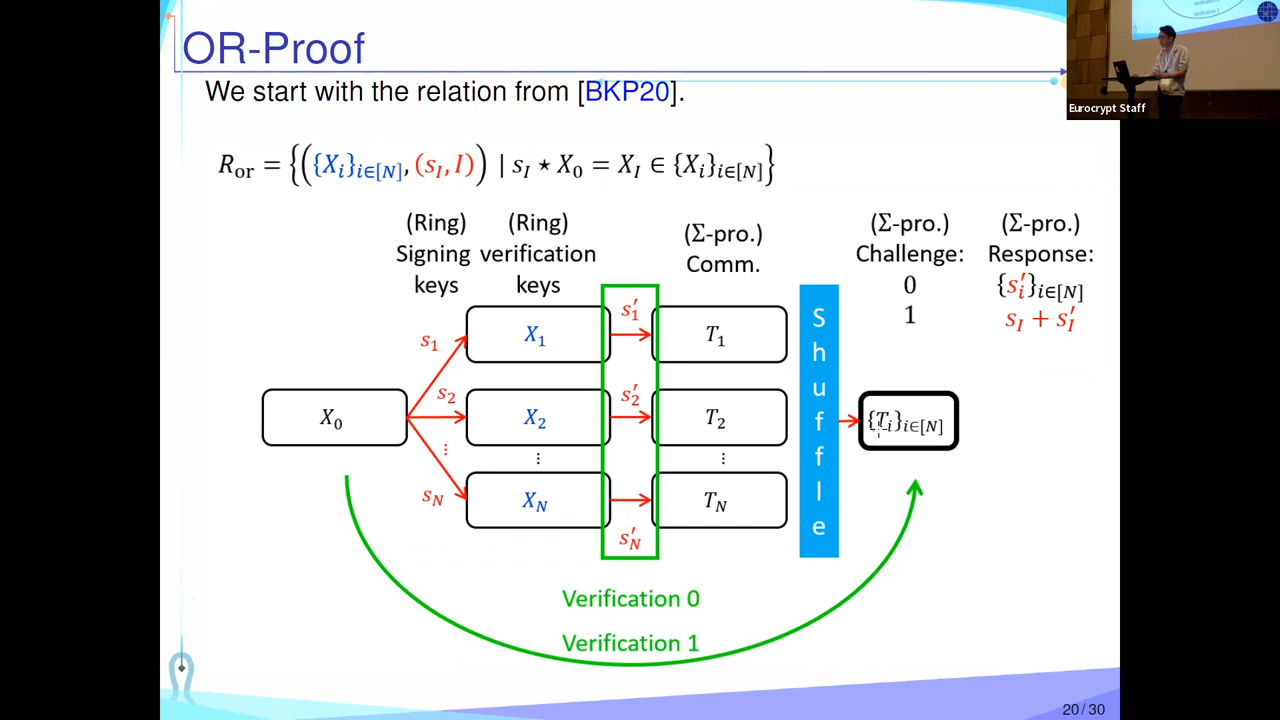 OR-Proof
We start with the relation from [BKP20].
R_or = {({X_i}_{i∈[N]}, (s_I, I)) | s_I ⋆ X_0 = X_I ∈ {X_i}_{i∈[N]}}
(Ring)
Signing
keys
(Ring)
verification
keys
(Σ-pro.)
Comm.
(Σ-pro.)
Challenge:
0
1
(Σ-pro.)
Response:
{s'_i}_{i∈[N]}
s_I + s'_I
X_0
s_1
s_2
⋮
s_N
X_1
X_2
⋮
X_N
s'_1
s'_2
s'_N
T_1
T_2
⋮
T_N
Shuffle
{T_i}_{i∈[N]}
Verification 0
Verification 1
20/30
Eurocrypt Staff